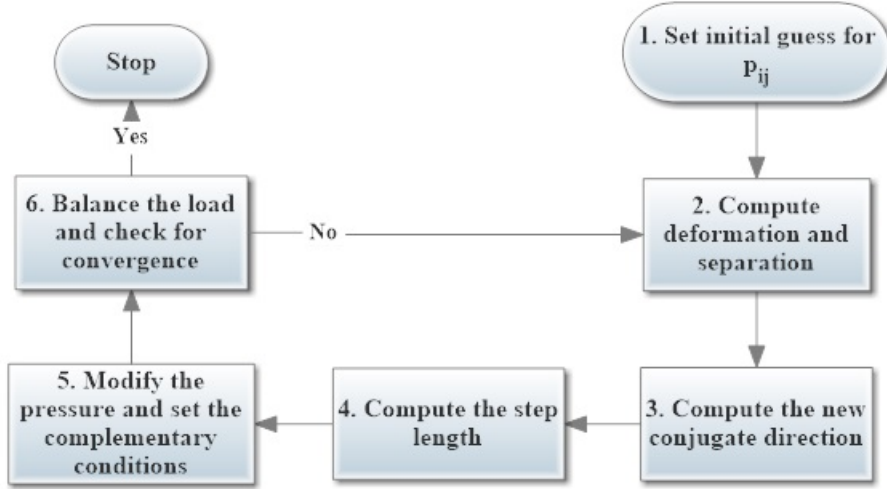 1. Set initial guess for
p_ij
2. Compute
deformation and
separation
3. Compute the new
conjugate direction
4. Compute the step
length
5. Modify the
pressure and set the
complementary
conditions
6. Balance the load
and check for
convergence
No
Yes
Stop